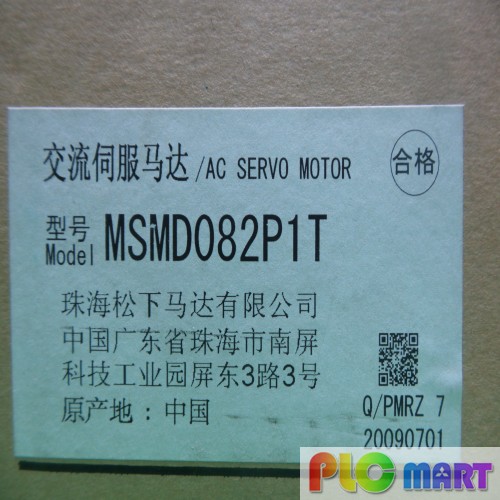 交流伺服马达/AC SERVO MOTOR
合格
型号
Model MSMD082P1T
珠海松下马达有限公司
中国广东省珠海市南屏
科技工业园屏东3路3号
原产地：中国
Q/PMRZ 7
20090701
PLC MART